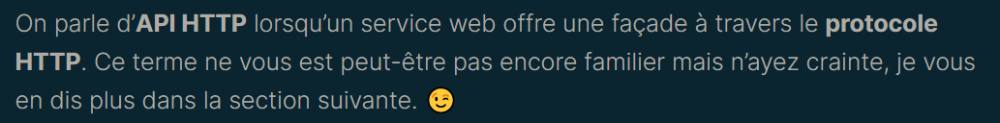 On parle d’API HTTP lorsqu’un service web offre une façade à travers le protocole
HTTP. Ce terme ne vous est peut-être pas encore familier mais n’ayez crainte, je vous
en dis plus dans la section suivante. 😉